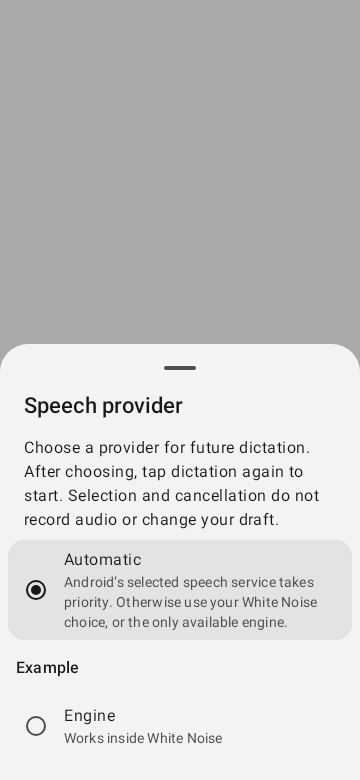 Speech provider
Choose a provider for future dictation.
After choosing, tap dictation again to
start. Selection and cancellation do not
record audio or change your draft.
Automatic
Android’s selected speech service takes
priority. Otherwise use your White Noise
choice, or the only available engine.
Example
Engine
Works inside White Noise